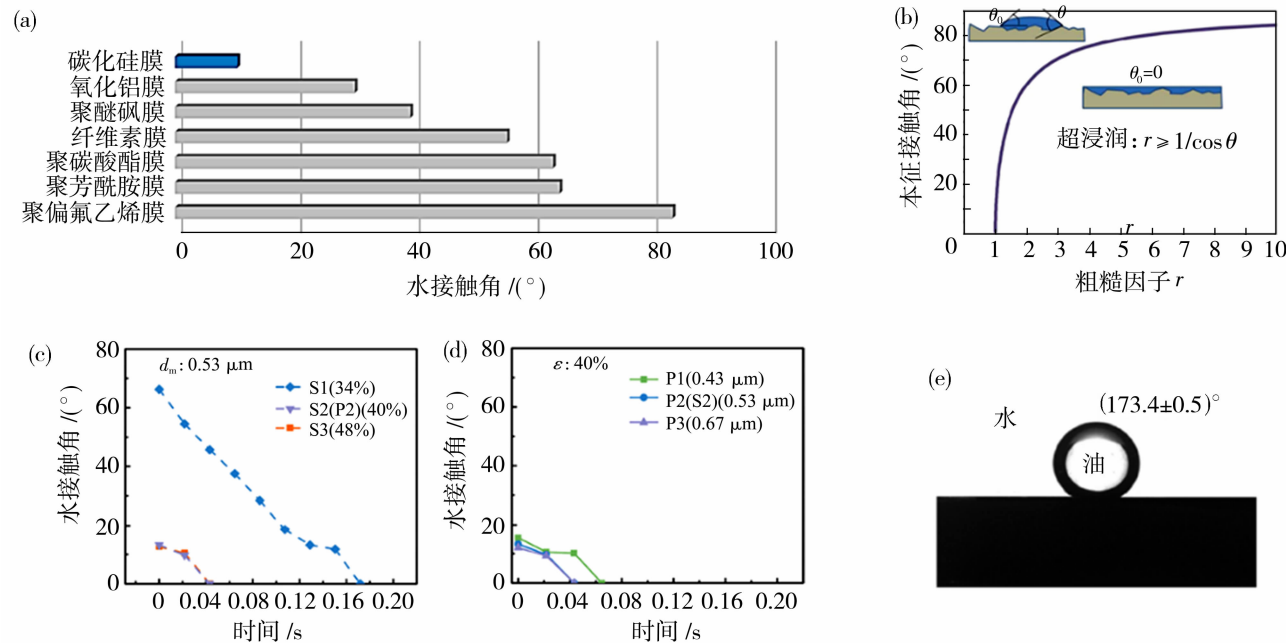 (a)
碳化硅膜
氧化铝膜
聚醚砜膜
纤维素膜
聚碳酸酯膜
聚芳酰胺膜
聚偏氟乙烯膜
0 20 40 60 80 100
水接触角 /(°)
(b)
本征接触角 /(°)
80
60
40
20
0
θ₀ θ
θ₀=0
超浸润: r≥1/cosθ
r
1 2 3 4 5 6 7 8 9 10
粗糙因子 r
(c)
水接触角 /(°)
80
60
40
20
0
dₘ: 0.53 μm
S1(34%)
S2(P2)(40%)
S3(48%)
0 0.04 0.08 0.12 0.16 0.20
时间 /s
(d)
水接触角 /(°)
80
60
40
20
0
ε: 40%
P1(0.43 μm)
P2(S2)(0.53 μm)
P3(0.67 μm)
0 0.04 0.08 0.12 0.16 0.20
时间 /s
(e)
水
(173.4±0.5)°
油